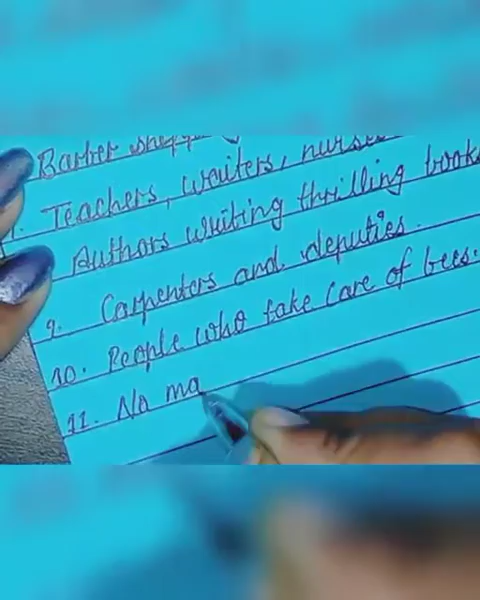 Barber
Teachers, waiters, nurses
Authors writing thrilling books
9. Carpenters and deputies.
10. People who take care of bees.
11. No ma